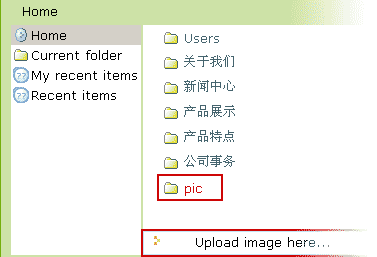 Home
Home
Current folder
My recent items
Recent items
Users
关于我们
新闻中心
产品展示
产品特点
公司事务
pic
Upload image here...